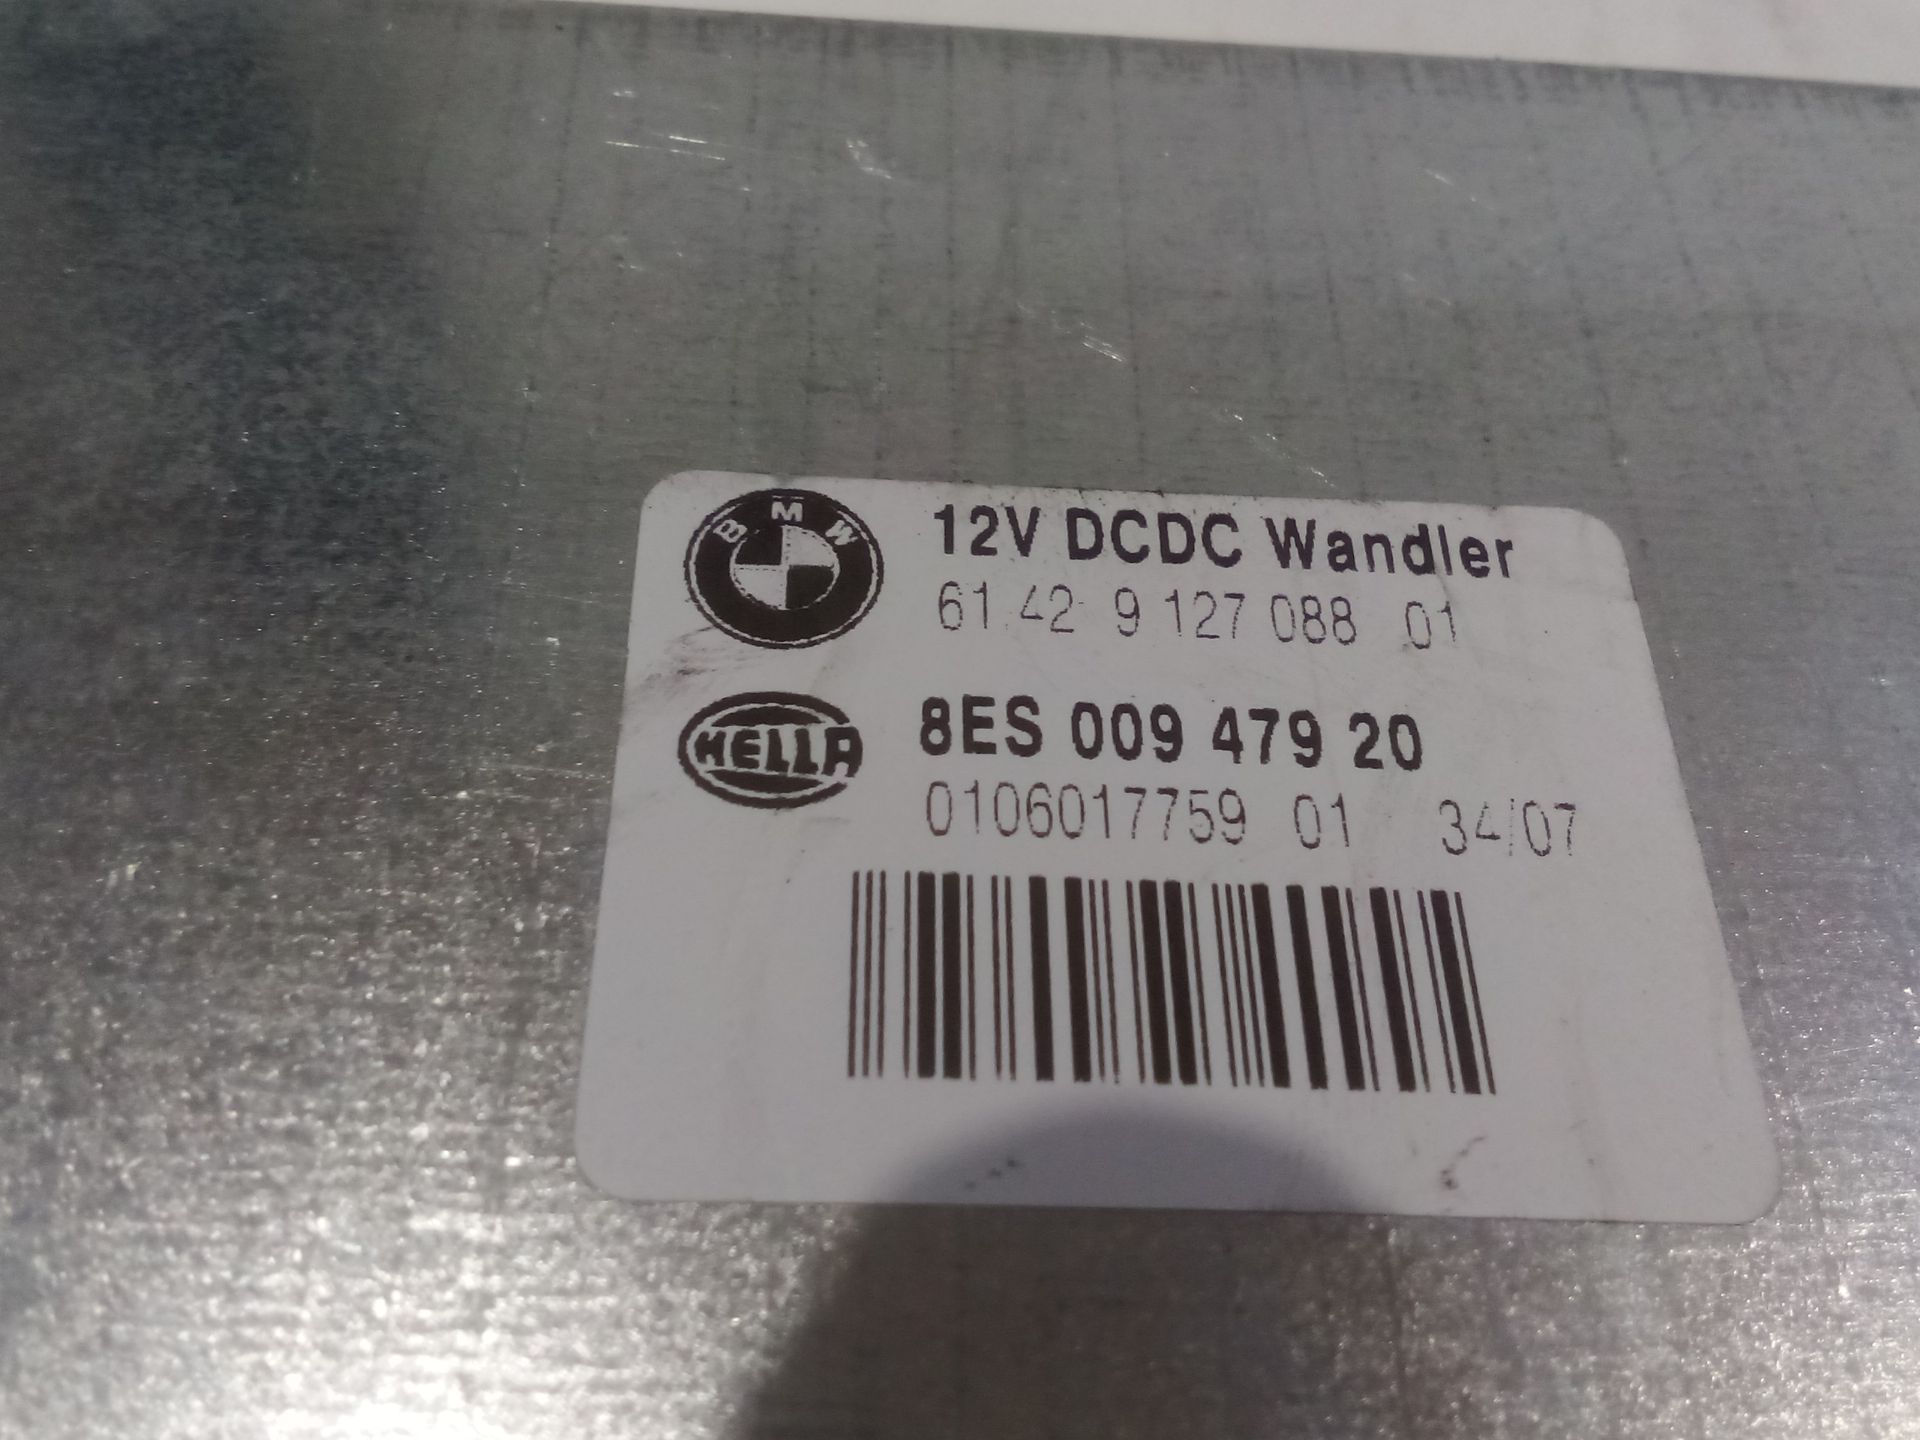 BMW
12V DCDC Wandler
61.42 9 127 088 01
HELLA
8ES 009 479 20
0106017759 01 34/07